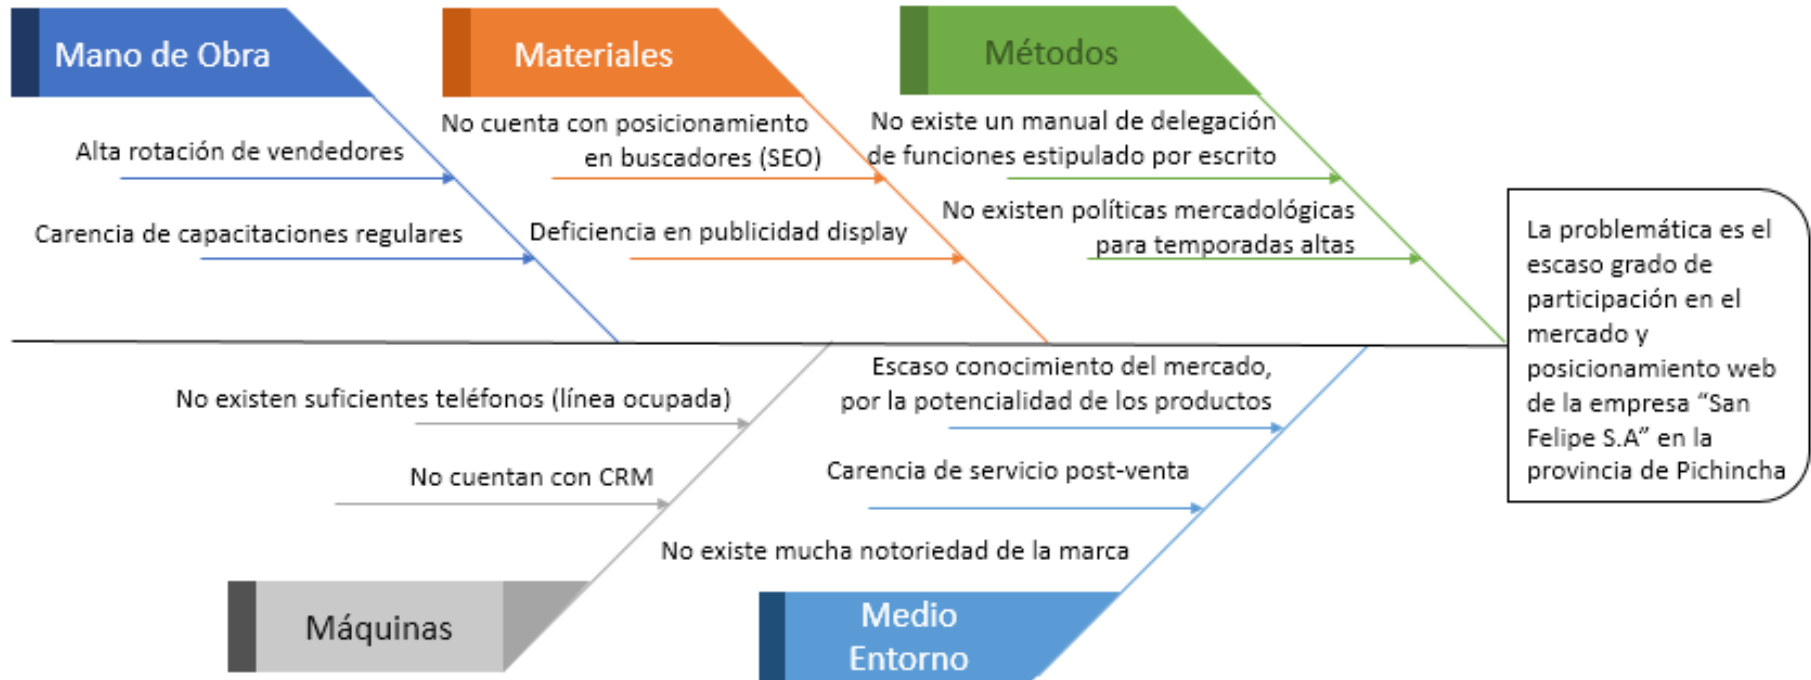 Mano de Obra
Materiales
Métodos
Alta rotación de vendedores
Carencia de capacitaciones regulares
No cuenta con posicionamiento
en buscadores (SEO)
Deficiencia en publicidad display
No existe un manual de delegación
de funciones estipulado por escrito
No existen políticas mercadológicas
para temporadas altas
La problemática es el
escaso grado de
participación en el
mercado y
posicionamiento web
de la empresa “San
Felipe S.A” en la
provincia de Pichincha
No existen suficientes teléfonos (línea ocupada)
No cuentan con CRM
Escaso conocimiento del mercado,
por la potencialidad de los productos
Carencia de servicio post-venta
No existe mucha notoriedad de la marca
Máquinas
Medio
Entorno